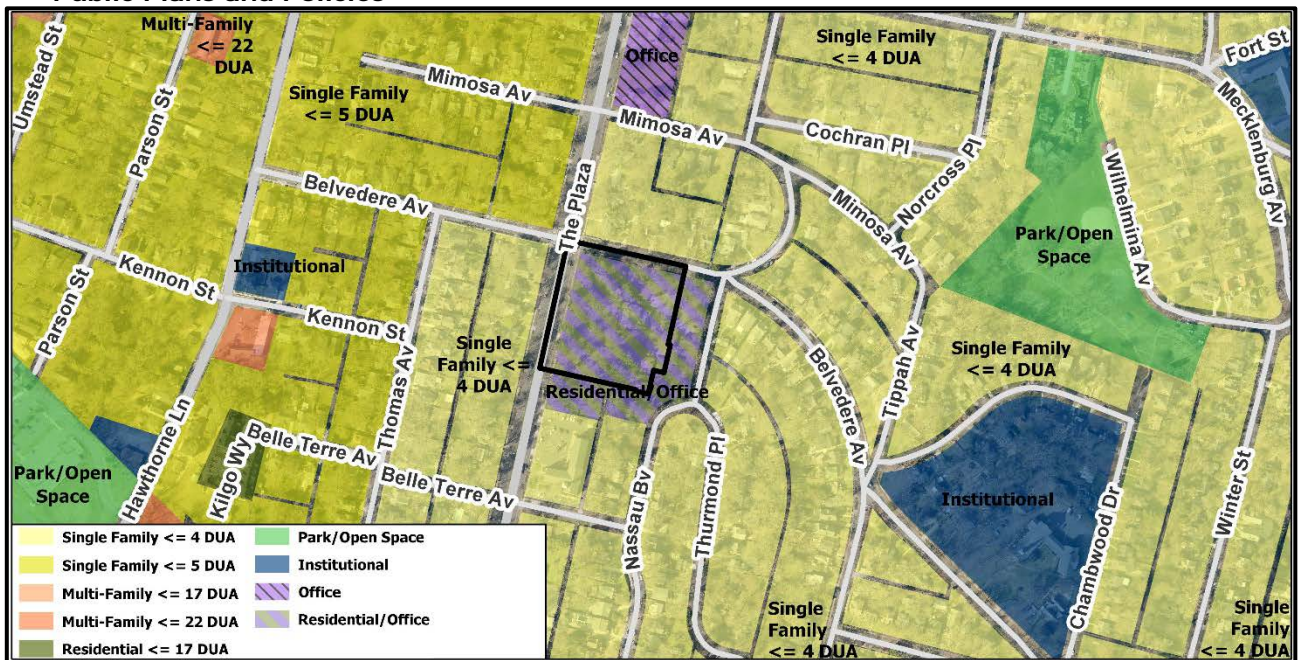 Public Plans and Policies
Multi-Family
<= 22
DUA
Umstead St
Parson St
Single Family
<= 5 DUA
Mimosa Av
Office
Single Family
<= 4 DUA
Fort St
Mecklenburg Av
Mimosa Av
Cochran Pl
Norcross Pl
Wilhelmina Av
Belvedere Av
The Plaza
Mimosa Av
Park/Open
Space
Institutional
Kennon St
Parson St
Kennon St
Thomas Av
Single
Family <=
4 DUA
Residential/Office
Belvedere Av
Tippah Av
Single Family
<= 4 DUA
Hawthorne Ln
Kilgo Wy
Belle Terre Av
Belle Terre Av
Nassau Bv
Thurmond Pl
Institutional
Chambwood Dr
Winter St
Park/Open
Space
Single
Family
<= 4 DUA
Single
Family
<= 4 DUA
Single Family <= 4 DUA
Single Family <= 5 DUA
Multi-Family <= 17 DUA
Multi-Family <= 22 DUA
Residential <= 17 DUA
Park/Open Space
Institutional
Office
Residential/Office